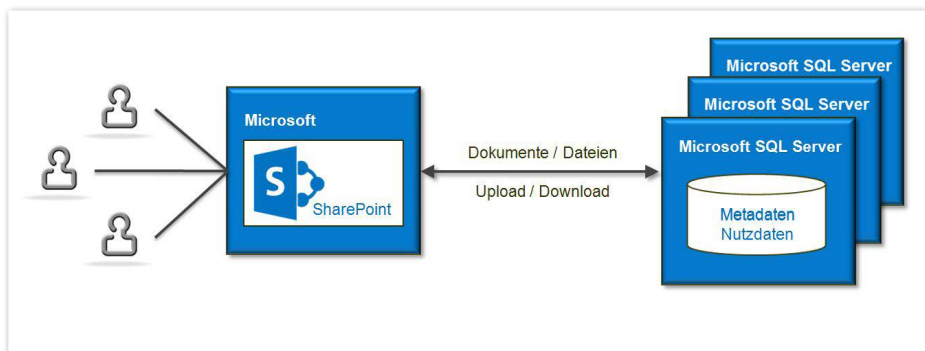 Microsoft
S
SharePoint
Dokumente / Dateien
Upload / Download
Microsoft SQL Server
Microsoft SQL Server
Microsoft SQL Server
Metadaten
Nutzdaten